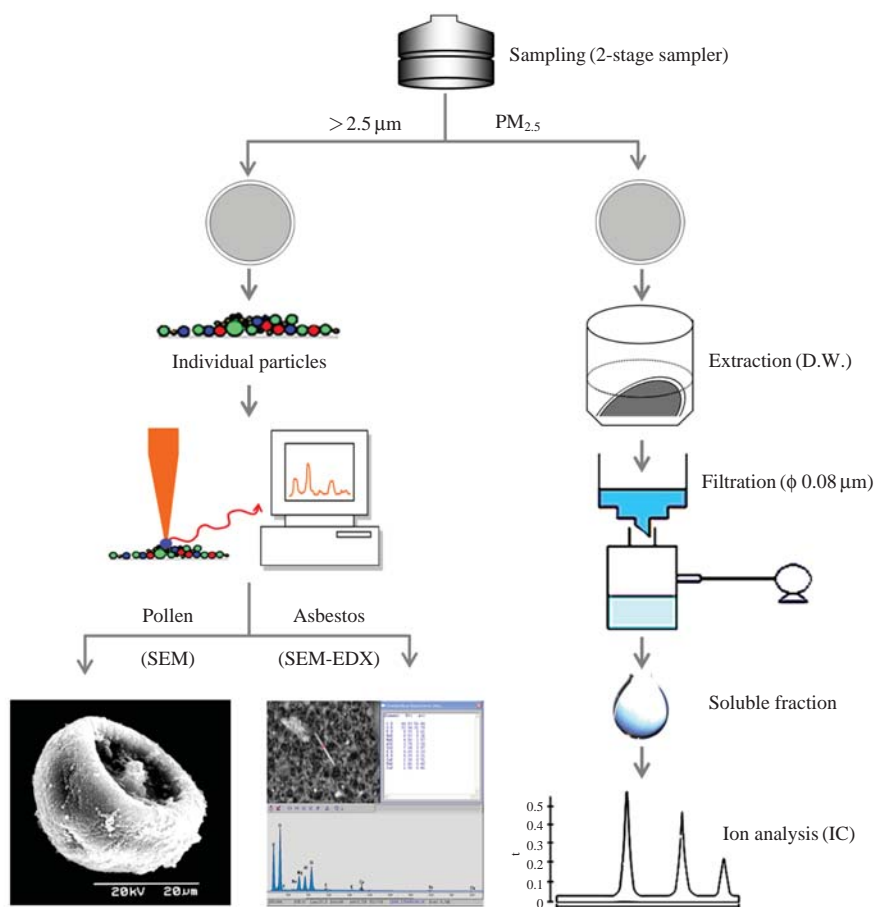 Sampling (2-stage sampler)
>2.5 μm
PM2.5
Individual particles
Extraction (D.W.)
Filtration (ϕ 0.08 μm)
Pollen
Asbestos
(SEM)
(SEM-EDX)
Soluble fraction
20kV 20μm
Ion analysis (IC)
0.5
0.4
0.3
0.2
0.1
0
t